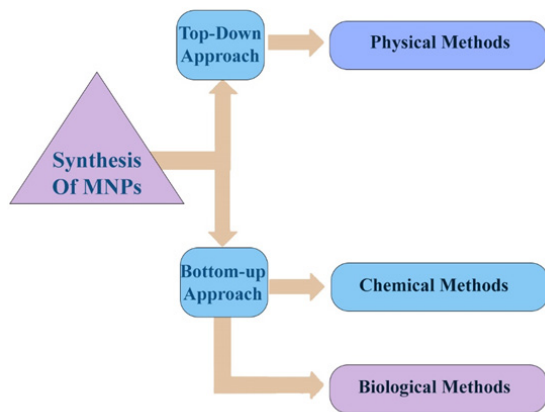 Top-Down
Approach
Physical Methods
Synthesis
Of MNPs
Bottom-up
Approach
Chemical Methods
Biological Methods